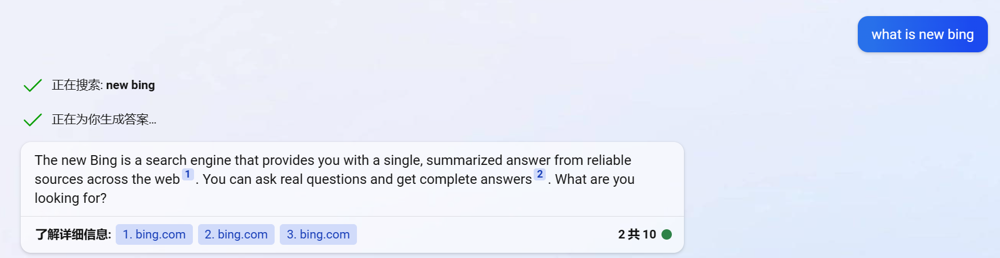 what is new bing
正在搜索: new bing
正在为你生成答案...
The new Bing is a search engine that provides you with a single, summarized answer from reliable
sources across the web 1 . You can ask real questions and get complete answers 2 . What are you
looking for?
了解详细信息: 1. bing.com 2. bing.com 3. bing.com 2 共 10